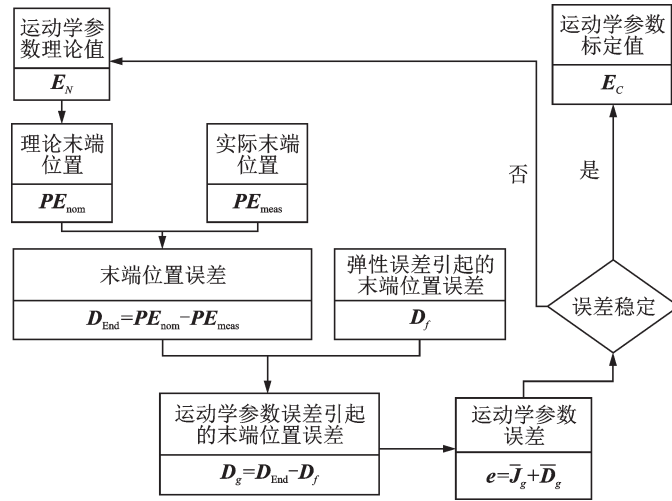 运动学参
数理论值
E_N
理论末端
位置
PE_nom
实际末端
位置
PE_meas
末端位置误差
D_End=PE_nom−PE_meas
弹性误差引起的
末端位置误差
D_f
运动学参数误差引起
的末端位置误差
D_g=D_End−D_f
运动学参数
误差
e=J̄_g+D̄_g
误差稳定
否
是
运动学参数
标定值
E_C